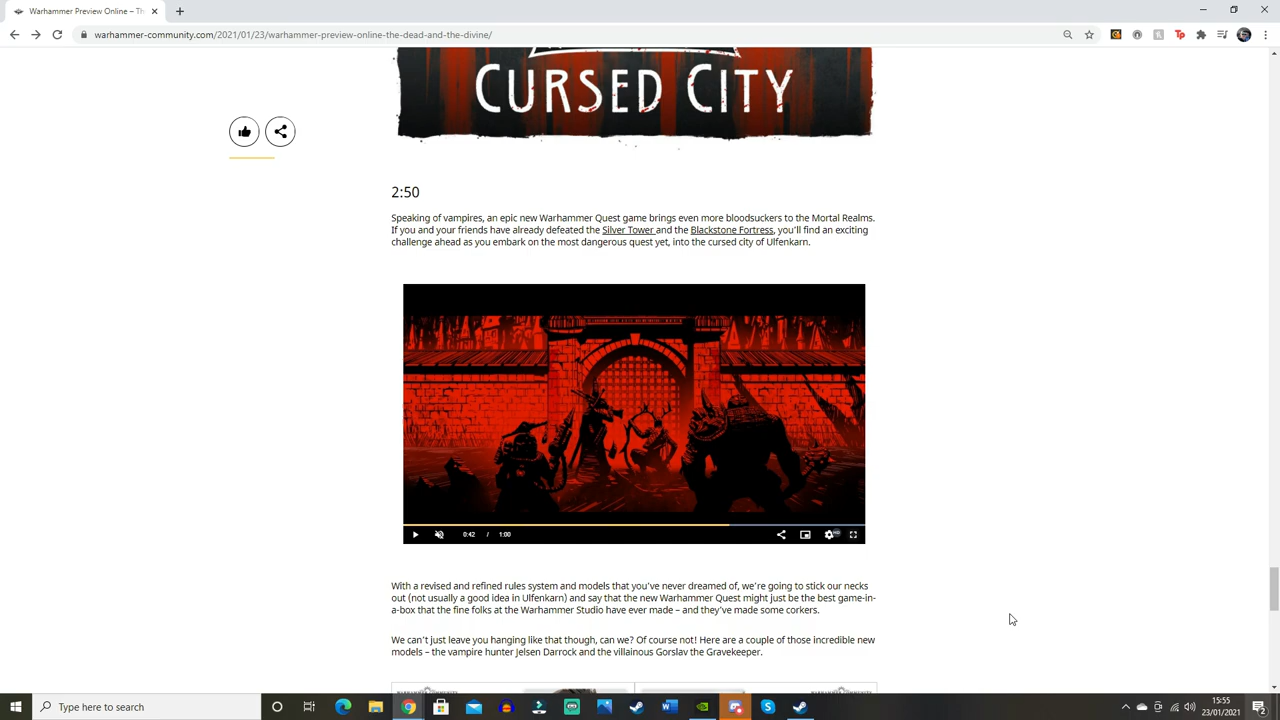 Warhammer Preview Online - Th
warhammer-community.com/2021/01/23/warhammer-preview-online-the-dead-and-the-divine/
CURSED CITY
2:50
Speaking of vampires, an epic new Warhammer Quest game brings even more bloodsuckers to the Mortal Realms.
If you and your friends have already defeated the Silver Tower and the Blackstone Fortress, you'll find an exciting
challenge ahead as you embark on the most dangerous quest yet, into the cursed city of Ulfenkarn.
0:42 / 1:00
HD
With a revised and refined rules system and models that you've never dreamed of, we're going to stick our necks
out (not usually a good idea in Ulfenkarn) and say that the new Warhammer Quest might just be the best game-in-
a-box that the fine folks at the Warhammer Studio have ever made – and they've made some corkers.
We can't just leave you hanging like that though, can we? Of course not! Here are a couple of those incredible new
models – the vampire hunter Jelsen Darrock and the villainous Gorslav the Gravekeeper.
Type here to search
15:55
23/01/2021